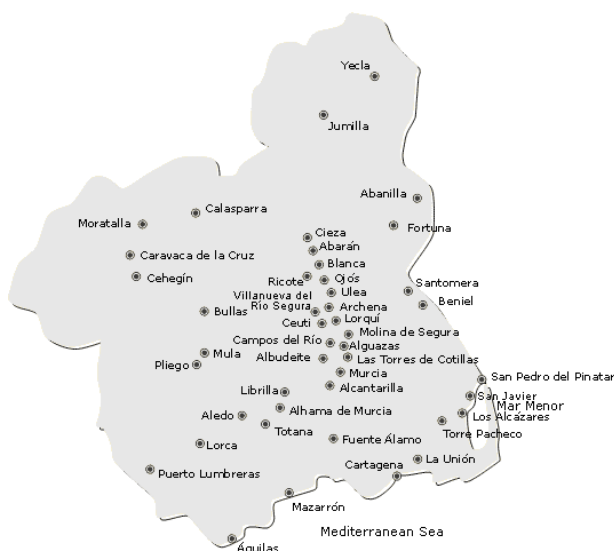 Yecla
Jumilla
Abanilla
Calasparra
Moratalla
Fortuna
Cieza
Abarán
Caravaca de la Cruz
Blanca
Cehegín
Ricote
Ojós
Santomera
Villanueva del
Río Segura
Ulea
Beniel
Bullas
Archena
Ceuti
Lorquí
Molina de Segura
Campos del Río
Alguazas
Mula
Albudeite
Las Torres de Cotillas
Pliego
Murcia
San Pedro del Pinatar
Librilla
Alcantarilla
San Javier
Mar Menor
Aledo
Alhama de Murcia
Los Alcázares
Totana
Torre Pacheco
Lorca
Fuente Álamo
Puerto Lumbreras
Cartagena
La Unión
Mazarrón
Mediterranean Sea
Águilas